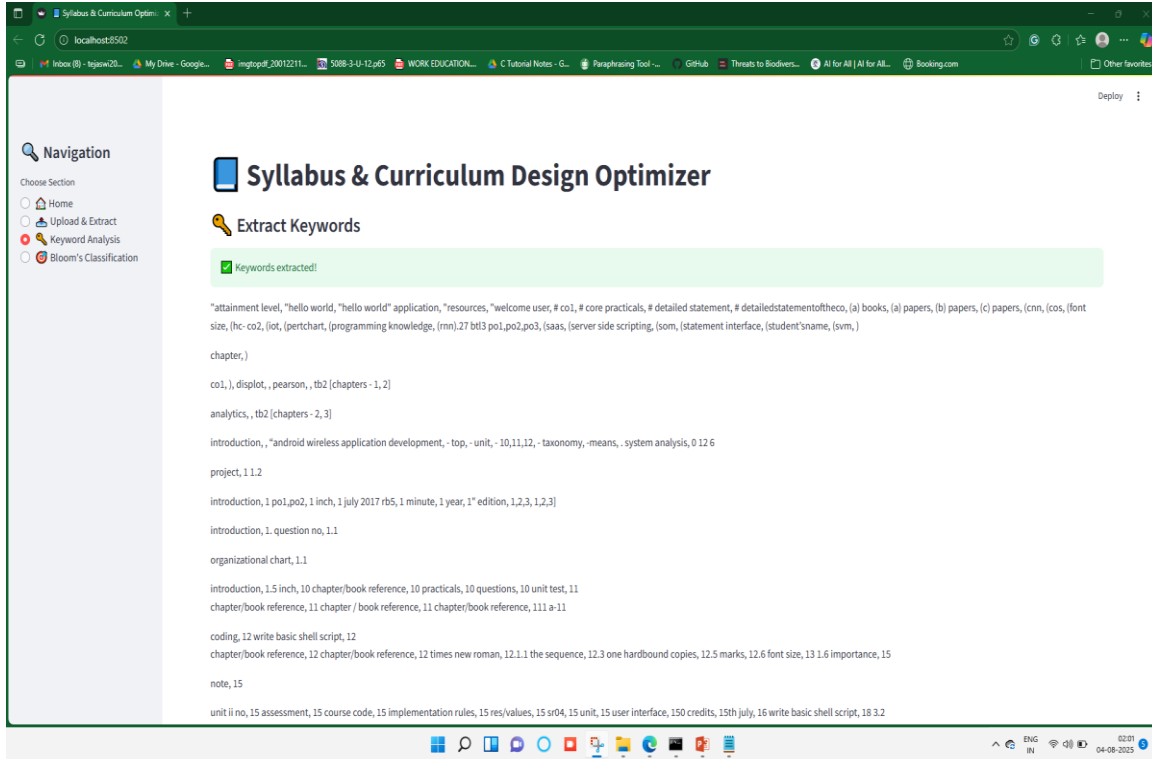 Syllabus & Curriculum Optimi
localhost:8502
Inbox (8) - tejaswi20... My Drive - Google... imgtopdf_20012211... 5088-3-U-12.p65 WORK EDUCATION... C Tutorial Notes - G... Paraphrasing Tool -... GitHub Threats to Biodivers... AI for All | AI for All... Booking.com Other favorites
Deploy
Navigation
Choose Section
Home
Upload & Extract
Keyword Analysis
Bloom's Classification
Syllabus & Curriculum Design Optimizer
Extract Keywords
Keywords extracted!
"attainment level, "hello world, "hello world" application, "resources, "welcome user, # co1, # core practicals, # detailed statement, # detailedstatementoftheco, (a) books, (a) papers, (b) papers, (c) papers, (cnn, (cos, (font
size, (hc- co2, (iot, (pertchart, (programming knowledge, (rnn).27 btl3 po1,po2,po3, (saas, (server side scripting, (som, (statement interface, (student'sname, (svm, )
chapter, )
co1, ), displot, , pearson, , tb2 [chapters - 1, 2]
analytics, , tb2 [chapters - 2, 3]
introduction, , "android wireless application development, - top, - unit, - 10,11,12, - taxonomy, -means, . system analysis, 0 12 6
project, 1 1.2
introduction, 1 po1,po2, 1 inch, 1 july 2017 rb5, 1 minute, 1 year, 1" edition, 1,2,3, 1,2,3]
introduction, 1. question no, 1.1
organizational chart, 1.1
introduction, 1.5 inch, 10 chapter/book reference, 10 practicals, 10 questions, 10 unit test, 11
chapter/book reference, 11 chapter / book reference, 11 chapter/book reference, 111 a-11
coding, 12 write basic shell script, 12
chapter/book reference, 12 chapter/book reference, 12 times new roman, 12.1.1 the sequence, 12.3 one hardbound copies, 12.5 marks, 12.6 font size, 13 1.6 importance, 15
note, 15
unit ii no, 15 assessment, 15 course code, 15 implementation rules, 15 res/values, 15 sr04, 15 unit, 15 user interface, 150 credits, 15th july, 16 write basic shell script, 18 3.2
ENG
IN
02:01
04-08-2025
5